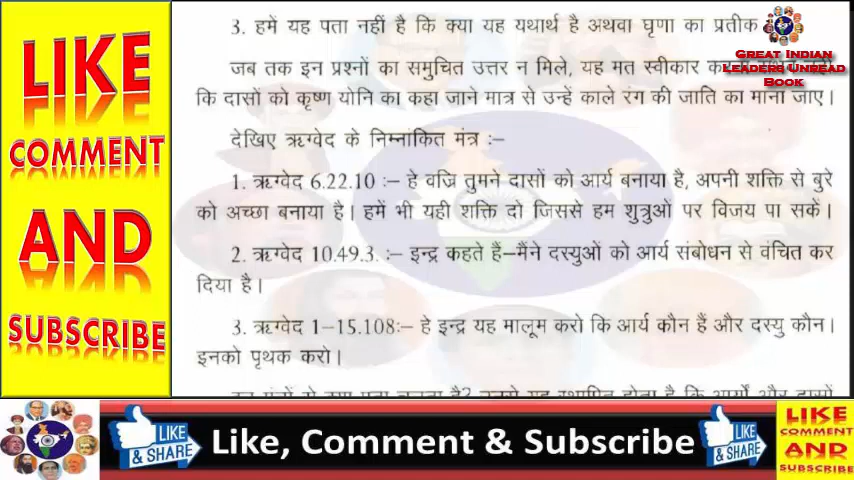 LIKE
COMMENT
AND
SUBSCRIBE
3. हमें यह पता नहीं है कि क्या यह यथार्थ है अथवा घृणा का प्रतीक
GREAT INDIAN
LEADERS UNREAD
BOOK
जब तक इन प्रश्नों का समुचित उत्तर न मिले, यह मत स्वीकार
कि दासों को कृष्ण योनि का कहा जाने मात्र से उन्हें काले रंग की जाति का माना जाए।
देखिए ऋग्वेद के निम्नांकित मंत्र :–
1. ऋग्वेद 6.22.10 :– हे वज्रि तुमने दासों को आर्य बनाया है, अपनी शक्ति से बुरे
को अच्छा बनाया है। हमें भी यही शक्ति दो जिससे हम शुत्रुओं पर विजय पा सकें।
2. ऋग्वेद 10.49.3. :– इन्द्र कहते हैं–मैंने दस्युओं को आर्य संबोधन से वंचित कर
दिया है।
3. ऋग्वेद 1–15.108:– हे इन्द्र यह मालूम करो कि आर्य कौन हैं और दस्यु कौन।
इनको पृथक करो।
LIKE
& SHARE
Like, Comment & Subscribe
LIKE
& SHARE
LIKE
COMMENT
AND
SUBSCRIBE